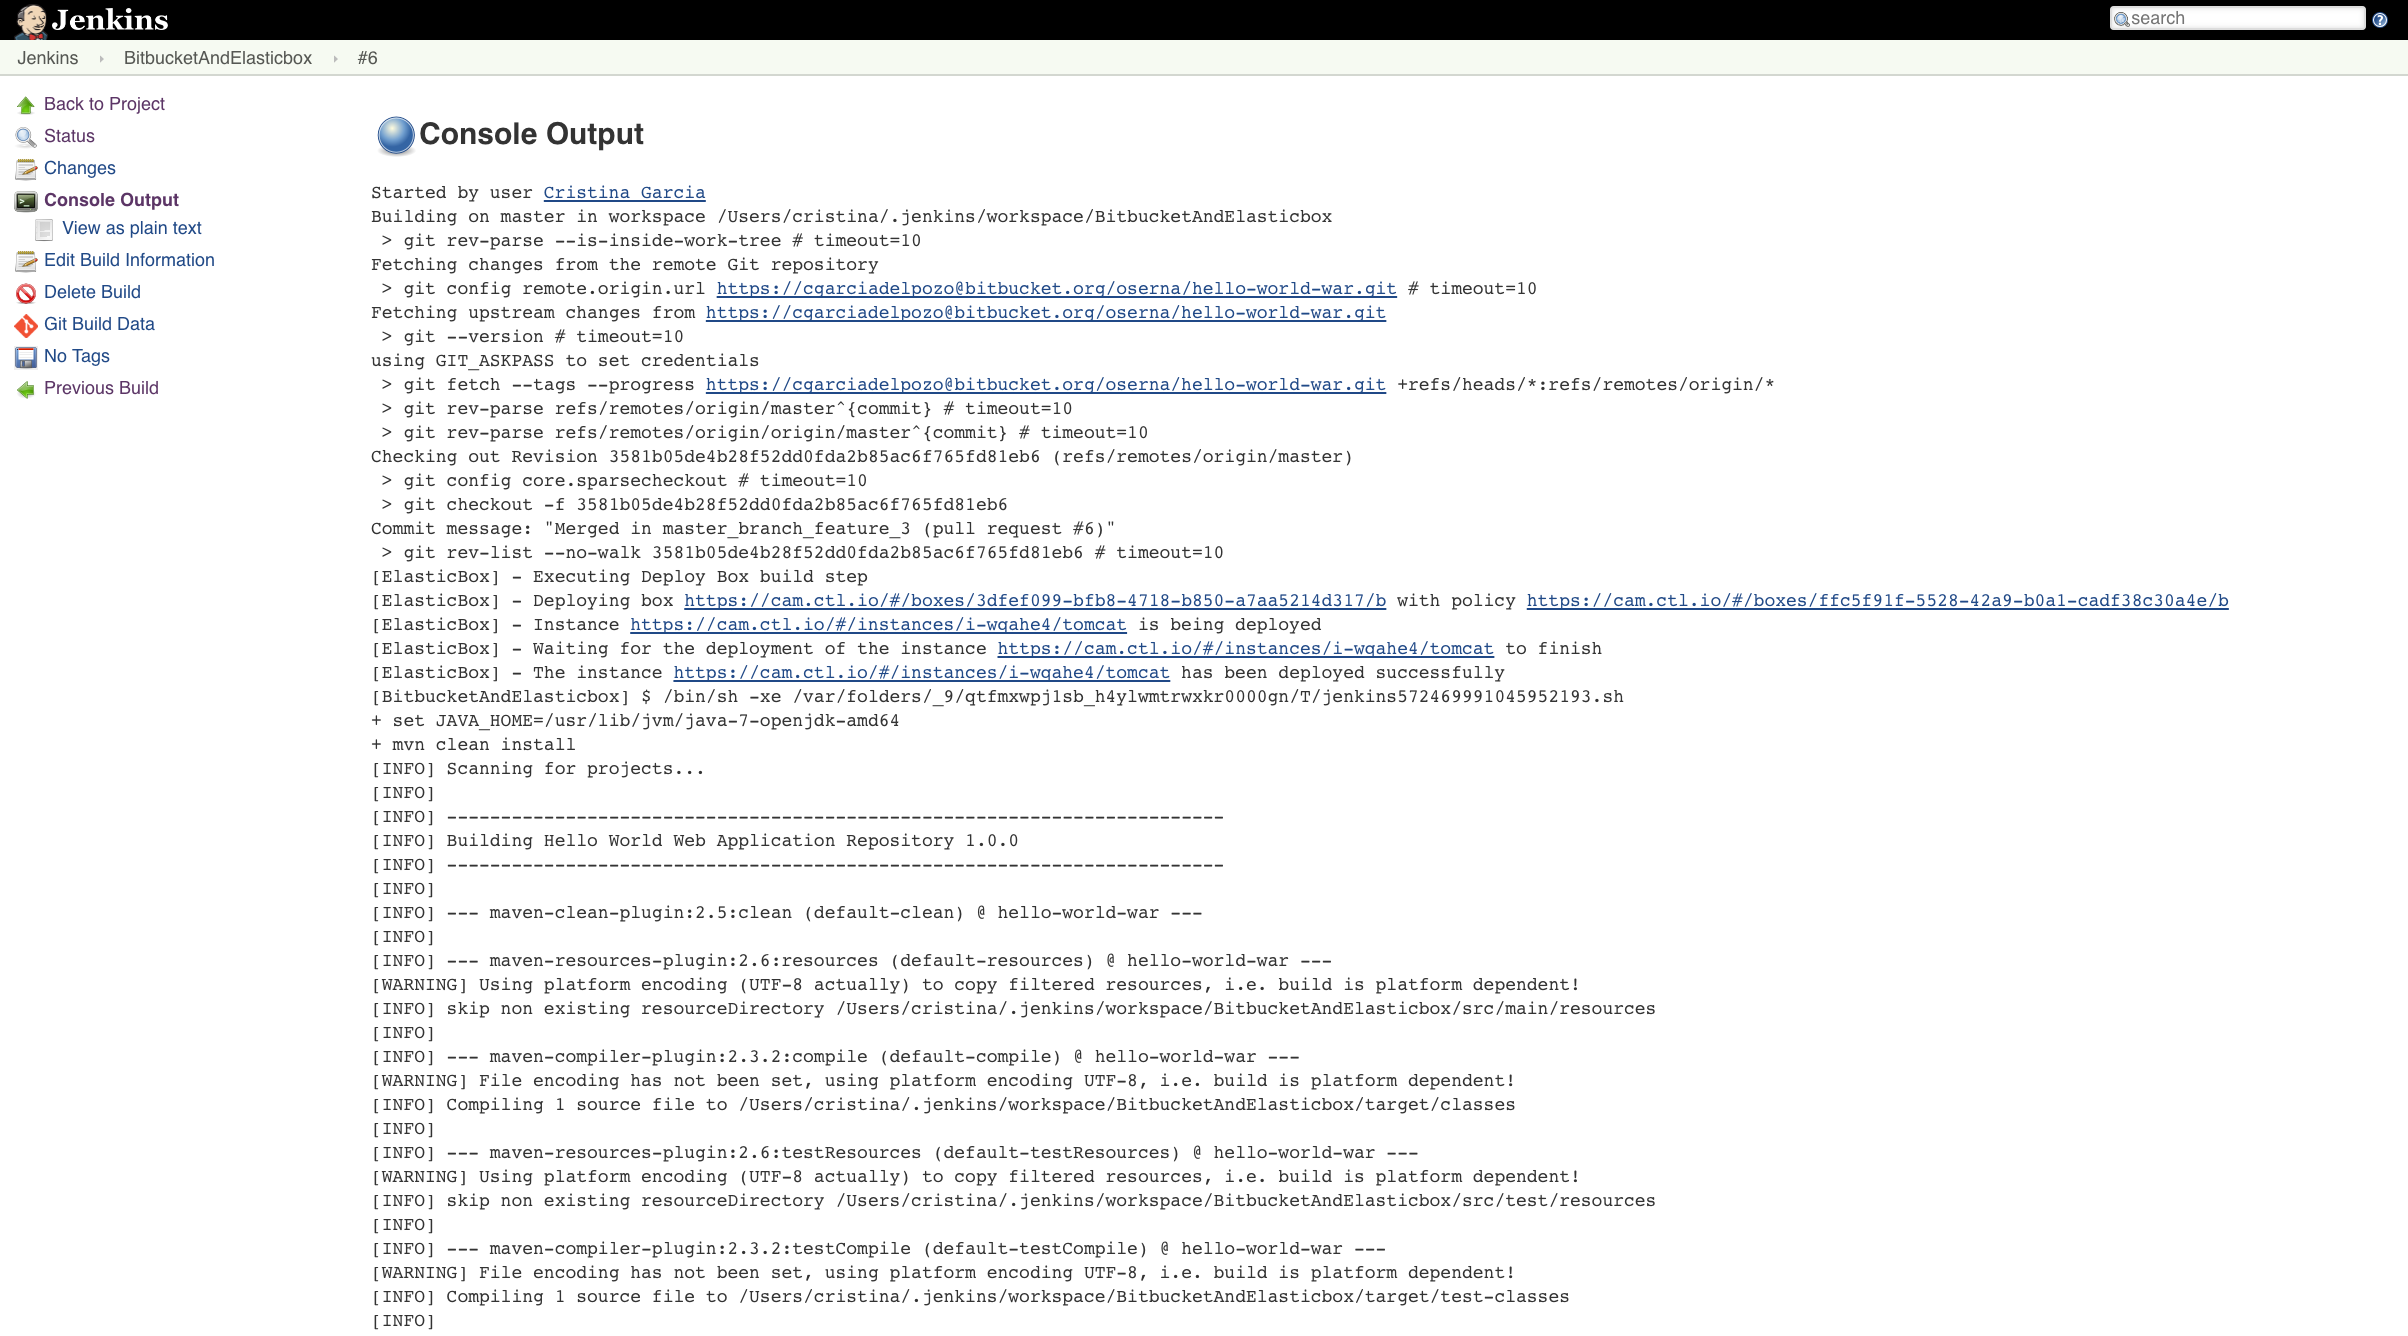 Jenkins
search
Jenkins
BitbucketAndElasticbox
#6
Back to Project
Status
Changes
Console Output
View as plain text
Edit Build Information
Delete Build
Git Build Data
No Tags
Previous Build
Console Output
Started by user Cristina Garcia
Building on master in workspace /Users/cristina/.jenkins/workspace/BitbucketAndElasticbox
> git rev-parse --is-inside-work-tree # timeout=10
Fetching changes from the remote Git repository
> git config remote.origin.url https://cgarciadelpozo@bitbucket.org/oserna/hello-world-war.git # timeout=10
Fetching upstream changes from https://cgarciadelpozo@bitbucket.org/oserna/hello-world-war.git
> git --version # timeout=10
using GIT_ASKPASS to set credentials
> git fetch --tags --progress https://cgarciadelpozo@bitbucket.org/oserna/hello-world-war.git +refs/heads/*:refs/remotes/origin/*
> git rev-parse refs/remotes/origin/master^{commit} # timeout=10
> git rev-parse refs/remotes/origin/origin/master^{commit} # timeout=10
Checking out Revision 3581b05de4b28f52dd0fda2b85ac6f765fd81eb6 (refs/remotes/origin/master)
> git config core.sparsecheckout # timeout=10
> git checkout -f 3581b05de4b28f52dd0fda2b85ac6f765fd81eb6
Commit message: "Merged in master_branch_feature_3 (pull request #6)"
> git rev-list --no-walk 3581b05de4b28f52dd0fda2b85ac6f765fd81eb6 # timeout=10
[ElasticBox] - Executing Deploy Box build step
[ElasticBox] - Deploying box https://cam.ctl.io/#/boxes/3dfef099-bfb8-4718-b850-a7aa5214d317/b with policy https://cam.ctl.io/#/boxes/ffc5f91f-5528-42a9-b0a1-cadf38c30a4e/b
[ElasticBox] - Instance https://cam.ctl.io/#/instances/i-wqahe4/tomcat is being deployed
[ElasticBox] - Waiting for the deployment of the instance https://cam.ctl.io/#/instances/i-wqahe4/tomcat to finish
[ElasticBox] - The instance https://cam.ctl.io/#/instances/i-wqahe4/tomcat has been deployed successfully
[BitbucketAndElasticbox] $ /bin/sh -xe /var/folders/_9/qtfmxwpj1sb_h4ylwmtrwxkr0000gn/T/jenkins572469991045952193.sh
+ set JAVA_HOME=/usr/lib/jvm/java-7-openjdk-amd64
+ mvn clean install
[INFO] Scanning for projects...
[INFO]
[INFO] ------------------------------------------------------------------------
[INFO] Building Hello World Web Application Repository 1.0.0
[INFO] ------------------------------------------------------------------------
[INFO]
[INFO] --- maven-clean-plugin:2.5:clean (default-clean) @ hello-world-war ---
[INFO]
[INFO] --- maven-resources-plugin:2.6:resources (default-resources) @ hello-world-war ---
[WARNING] Using platform encoding (UTF-8 actually) to copy filtered resources, i.e. build is platform dependent!
[INFO] skip non existing resourceDirectory /Users/cristina/.jenkins/workspace/BitbucketAndElasticbox/src/main/resources
[INFO]
[INFO] --- maven-compiler-plugin:2.3.2:compile (default-compile) @ hello-world-war ---
[WARNING] File encoding has not been set, using platform encoding UTF-8, i.e. build is platform dependent!
[INFO] Compiling 1 source file to /Users/cristina/.jenkins/workspace/BitbucketAndElasticbox/target/classes
[INFO]
[INFO] --- maven-resources-plugin:2.6:testResources (default-testResources) @ hello-world-war ---
[WARNING] Using platform encoding (UTF-8 actually) to copy filtered resources, i.e. build is platform dependent!
[INFO] skip non existing resourceDirectory /Users/cristina/.jenkins/workspace/BitbucketAndElasticbox/src/test/resources
[INFO]
[INFO] --- maven-compiler-plugin:2.3.2:testCompile (default-testCompile) @ hello-world-war ---
[WARNING] File encoding has not been set, using platform encoding UTF-8, i.e. build is platform dependent!
[INFO] Compiling 1 source file to /Users/cristina/.jenkins/workspace/BitbucketAndElasticbox/target/test-classes
[INFO]